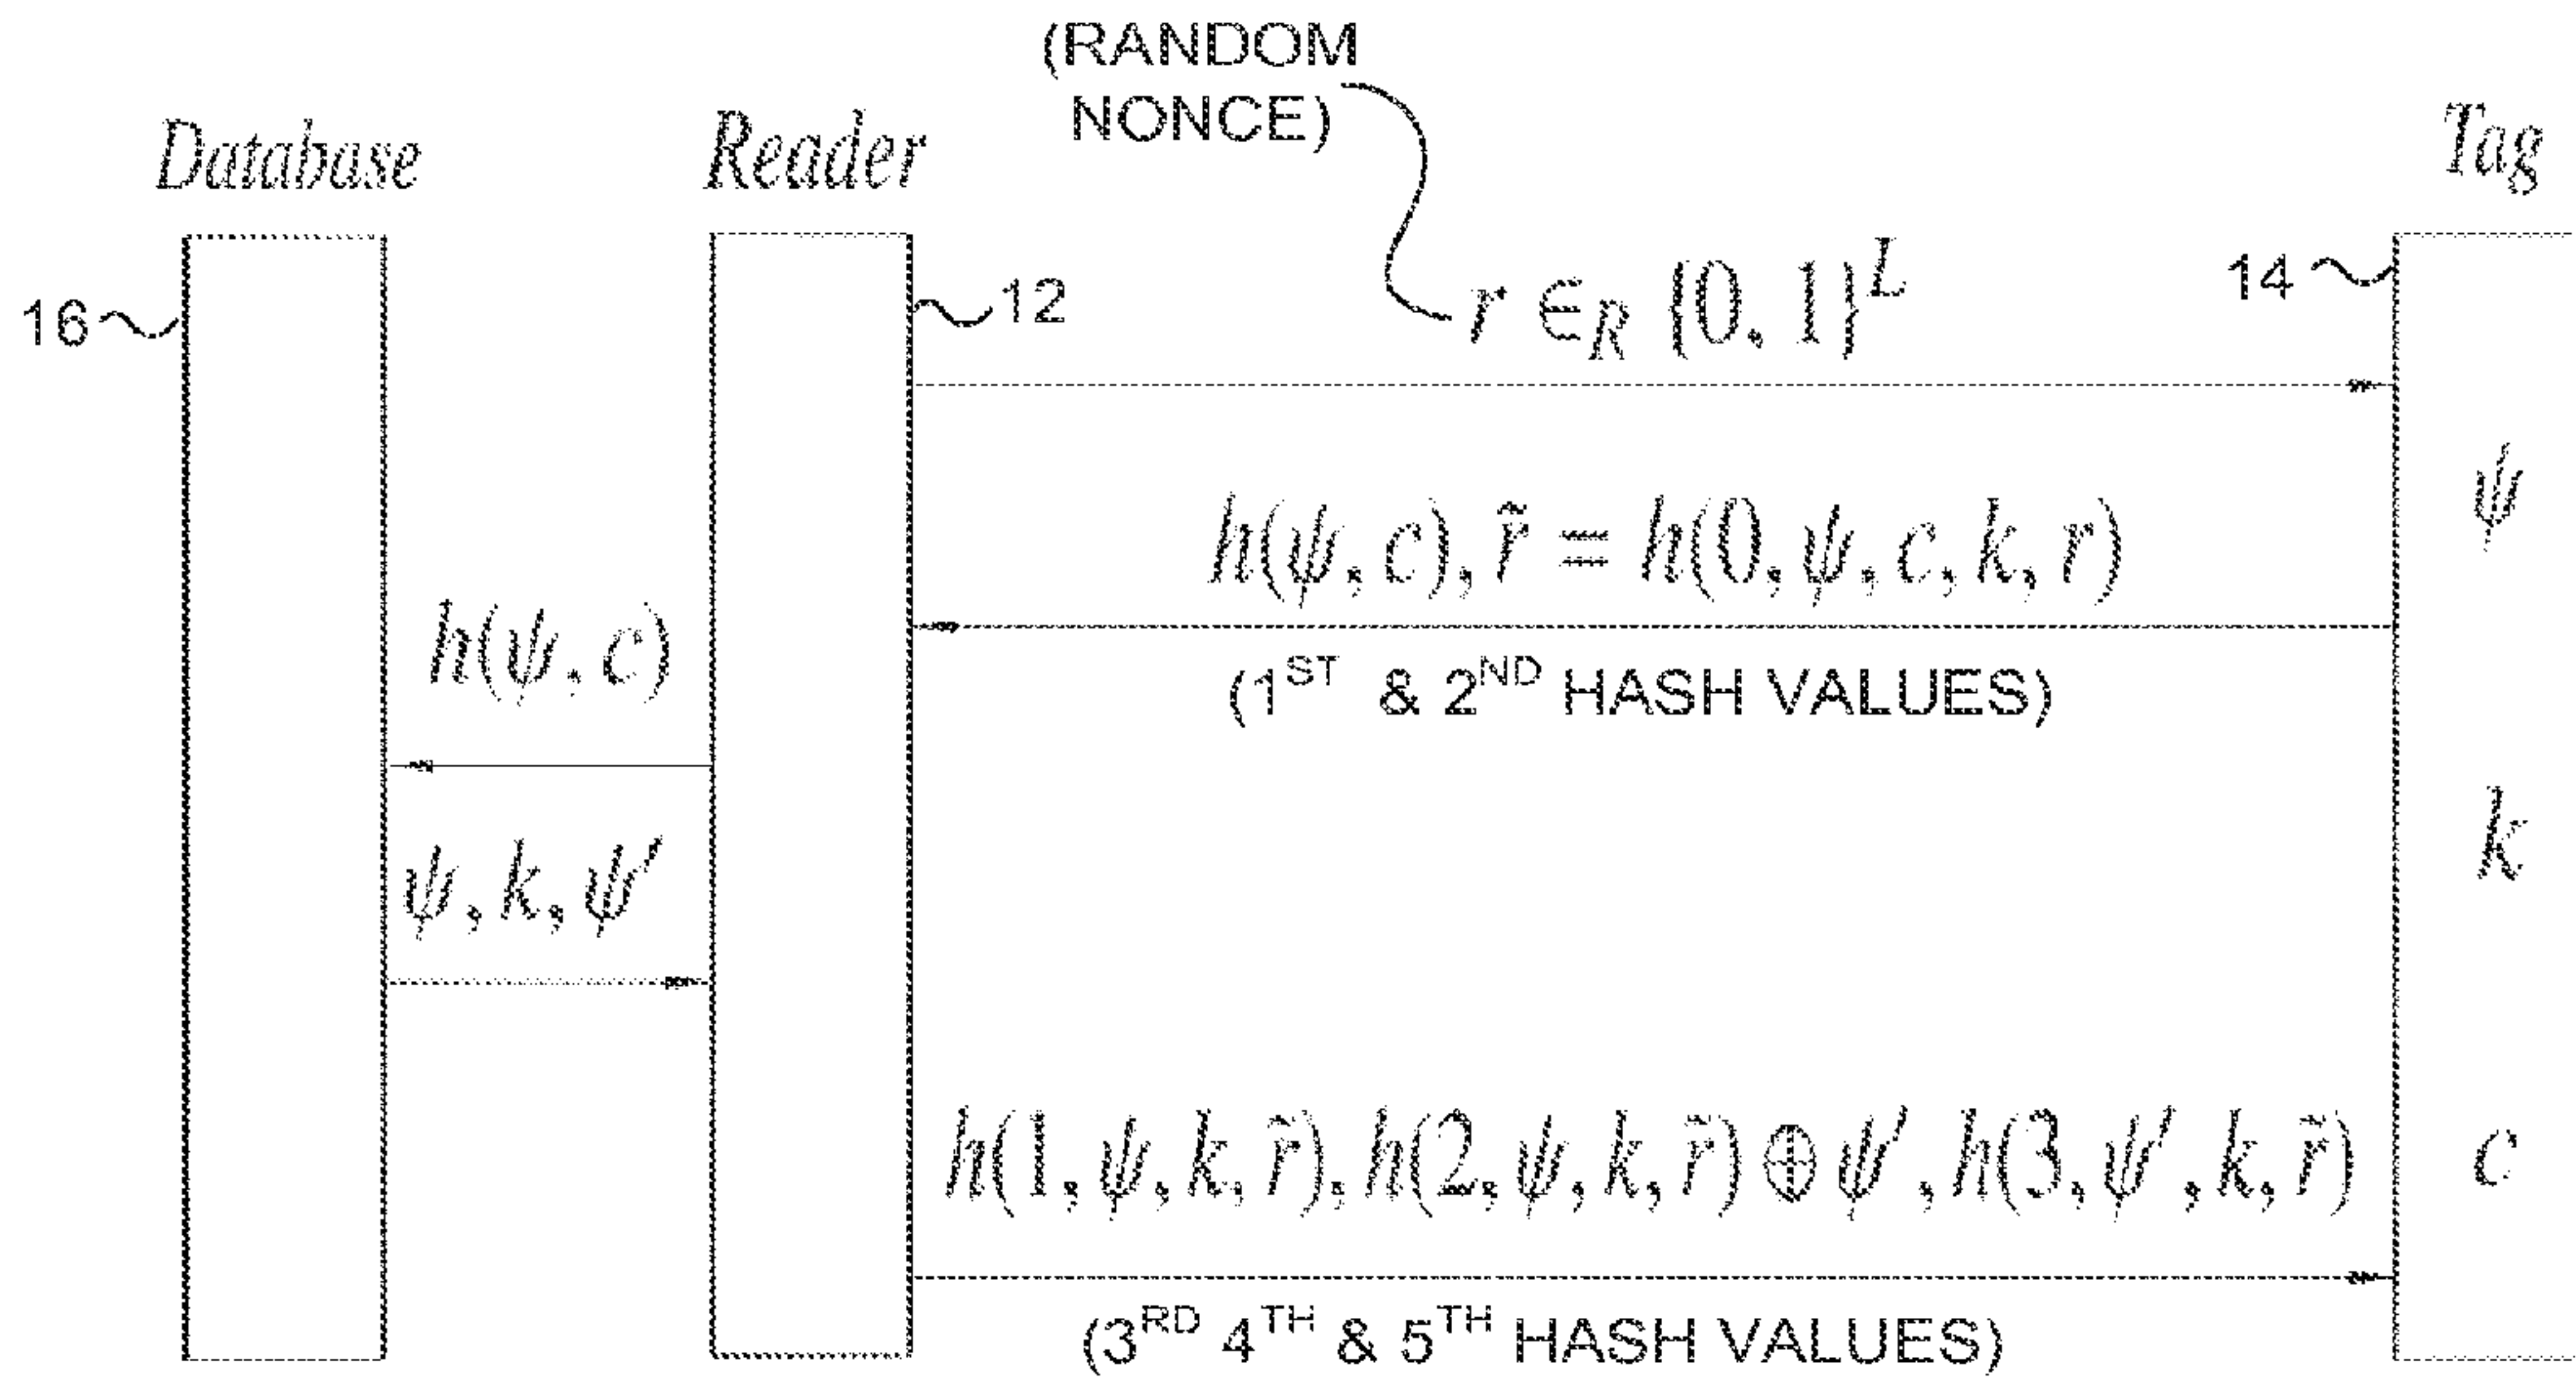 (RANDOM
NONCE)
Database
Reader
Tag
16
12
14
r ∈_R {0, 1}^L
ψ
h(ψ, c), r̃ = h(0, ψ, c, k, r)
(1^ST & 2^ND HASH VALUES)
h(ψ, c)
k
ψ, k, ψ′
c
h(1, ψ, k, r̃), h(2, ψ, k, r̃) ⊕ ψ′, h(3, ψ′, k, r̃)
(3^RD 4^TH & 5^TH HASH VALUES)